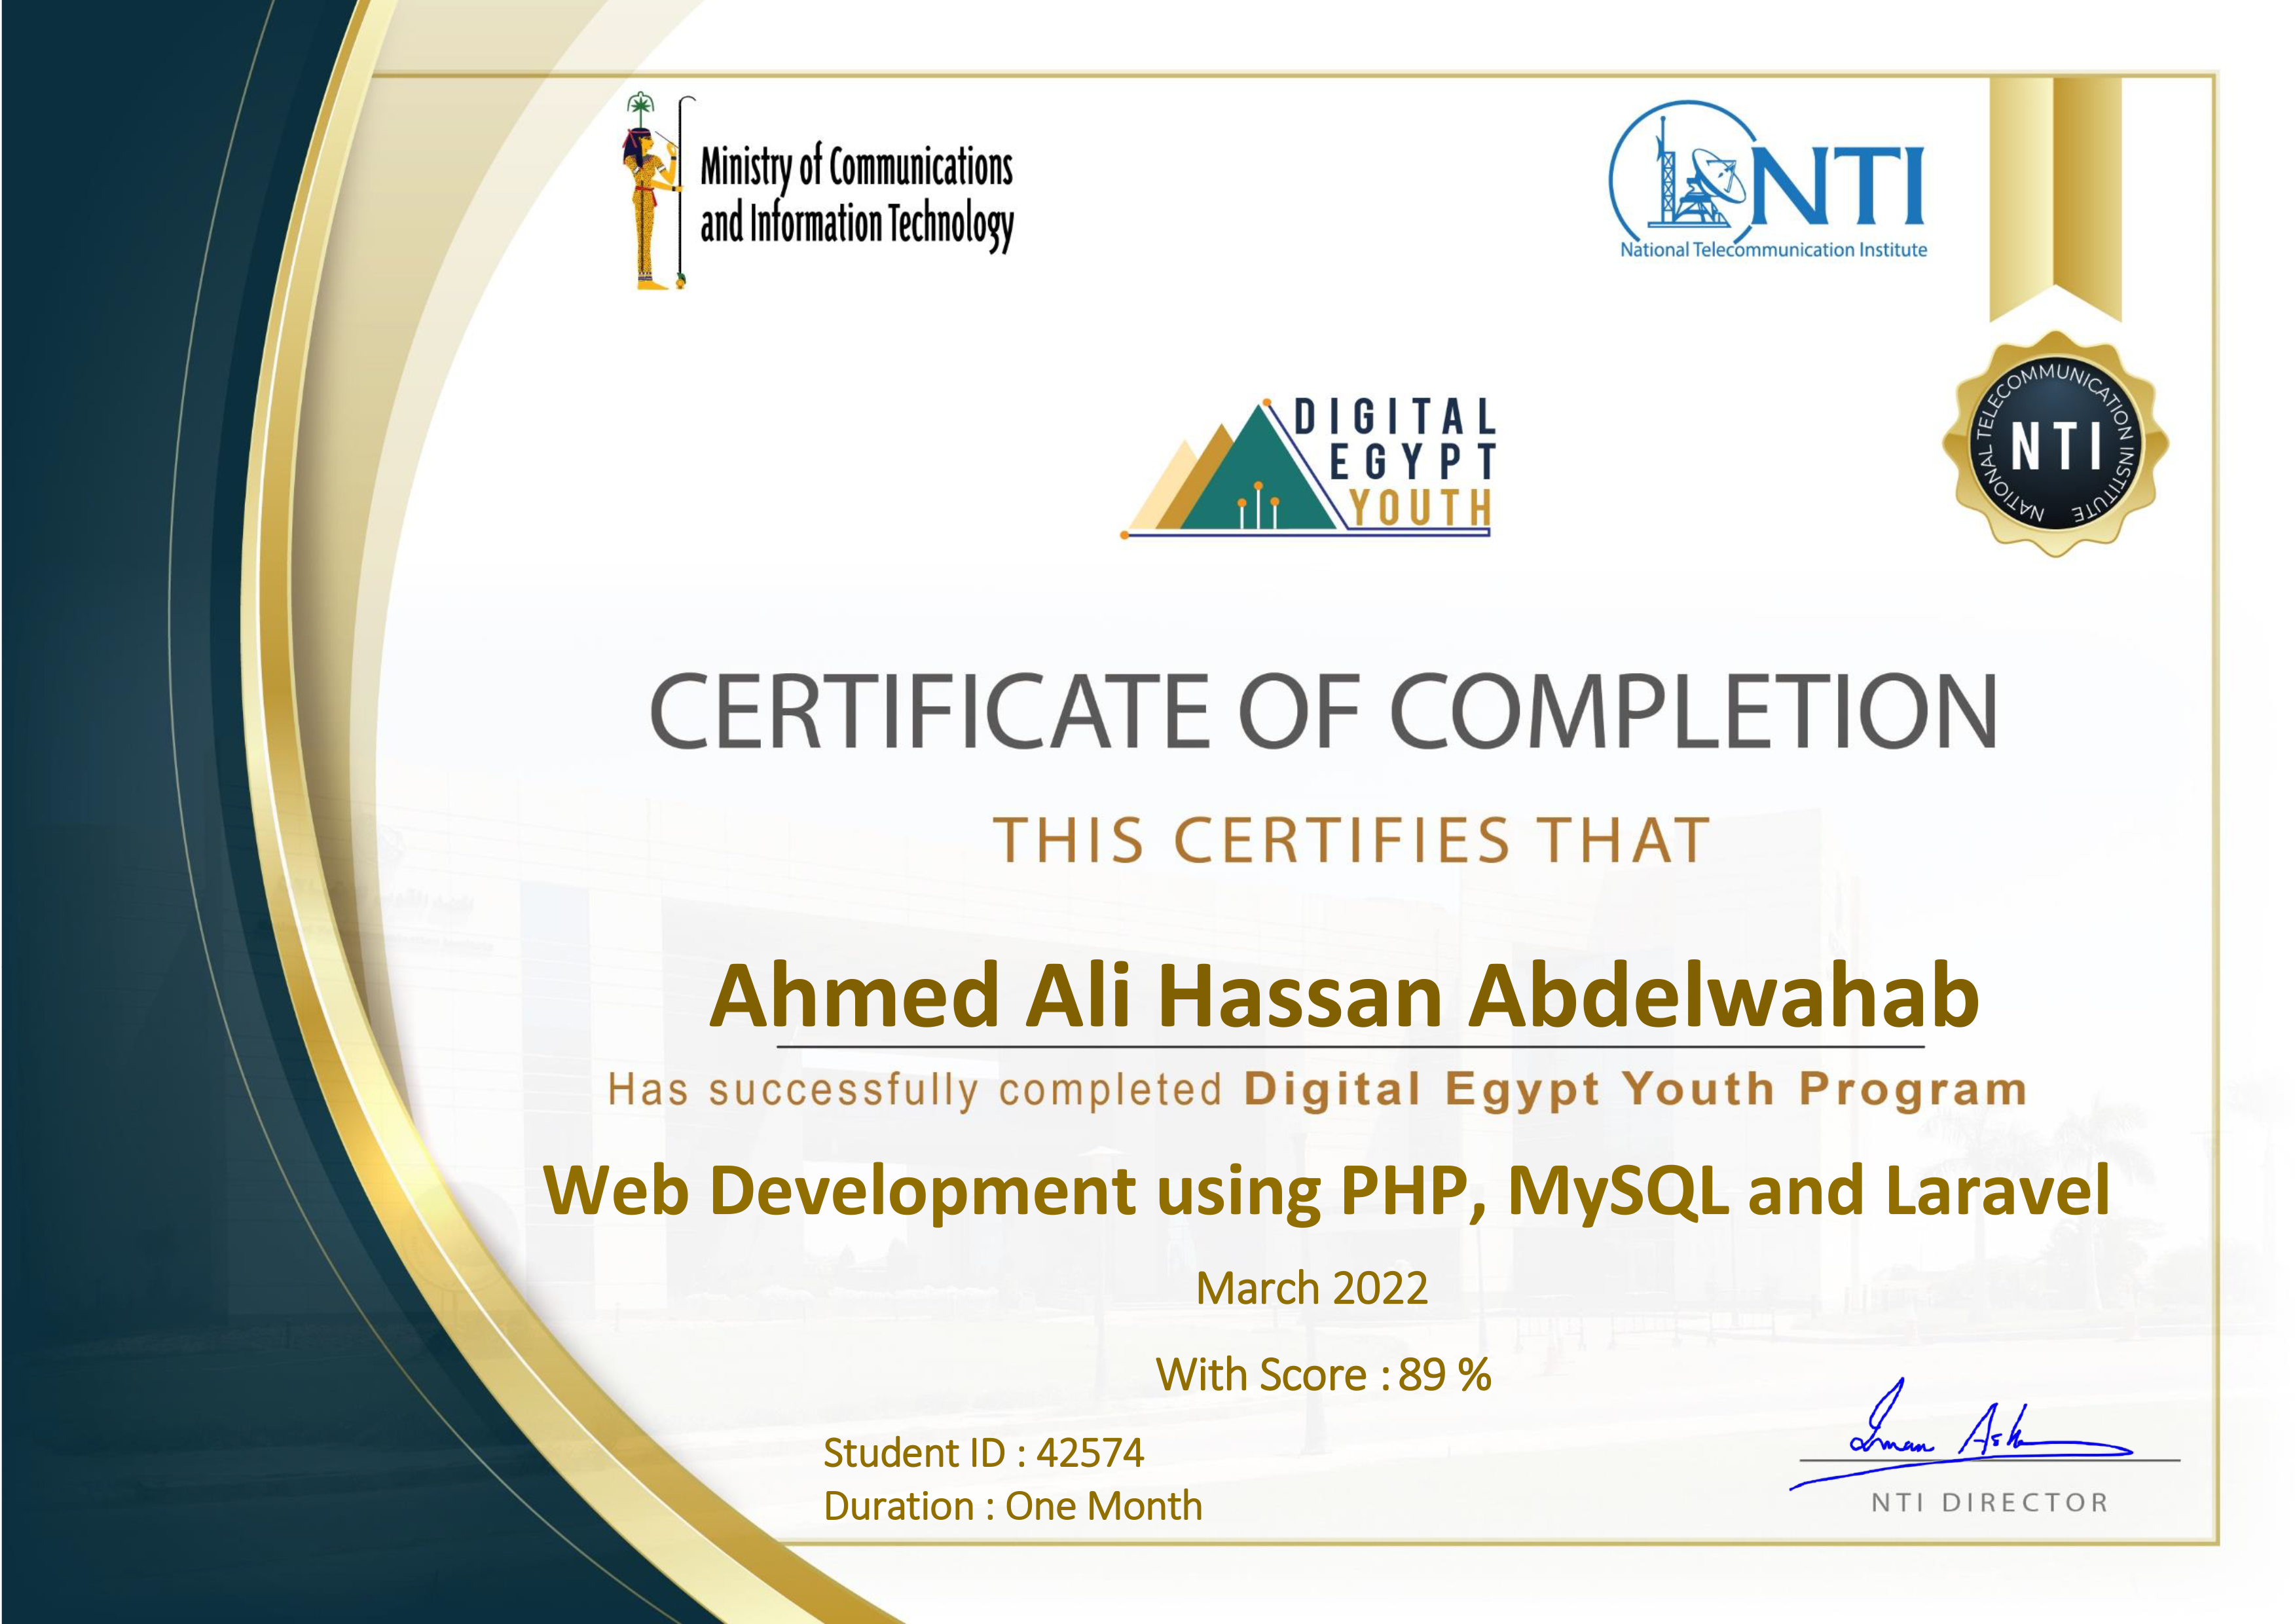 Ministry of Communications
and Information Technology
NTI
National Telecommunication Institute
DIGITAL
EGYPT
YOUTH
NATIONAL TELECOMMUNICATION INSTITUTE
NTI
CERTIFICATE OF COMPLETION
THIS CERTIFIES THAT
Ahmed Ali Hassan Abdelwahab
Has successfully completed Digital Egypt Youth Program
Web Development using PHP, MySQL and Laravel
March 2022
With Score : 89 %
Student ID : 42574
Duration : One Month
NTI DIRECTOR